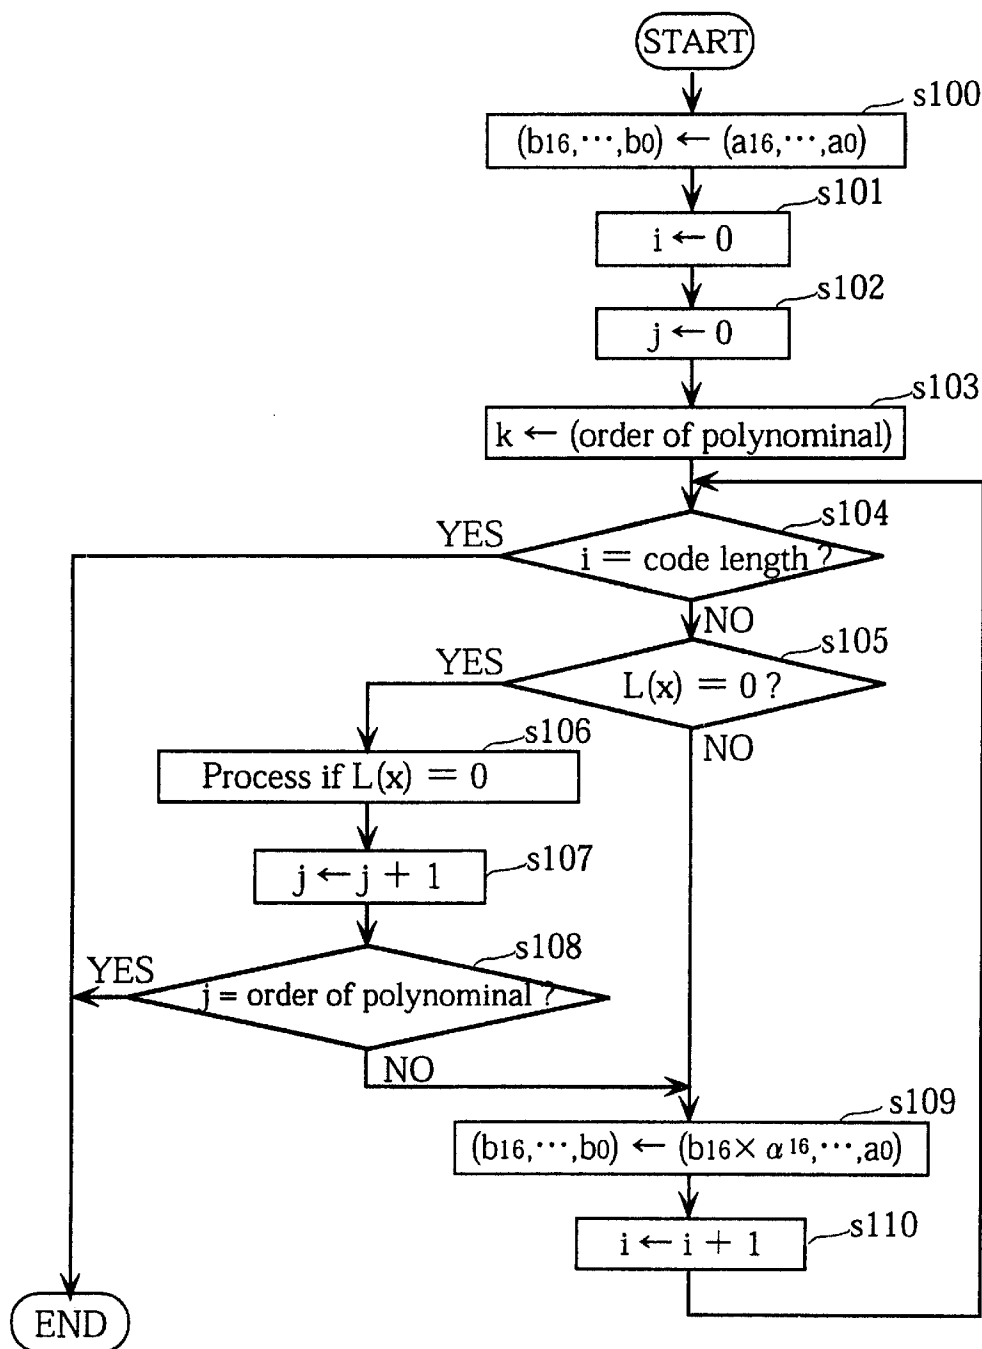 START
s100
(b16,⋯,b0) ← (a16,⋯,a0)
s101
i ← 0
s102
j ← 0
s103
k ← (order of polynominal)
s104
YES
i = code length ?
NO
s105
YES
L(x) = 0 ?
NO
s106
Process if L(x) = 0
s107
j ← j + 1
s108
YES
j = order of polynominal ?
NO
s109
(b16,⋯,b0) ← (b16× α16,⋯,a0)
s110
i ← i + 1
END